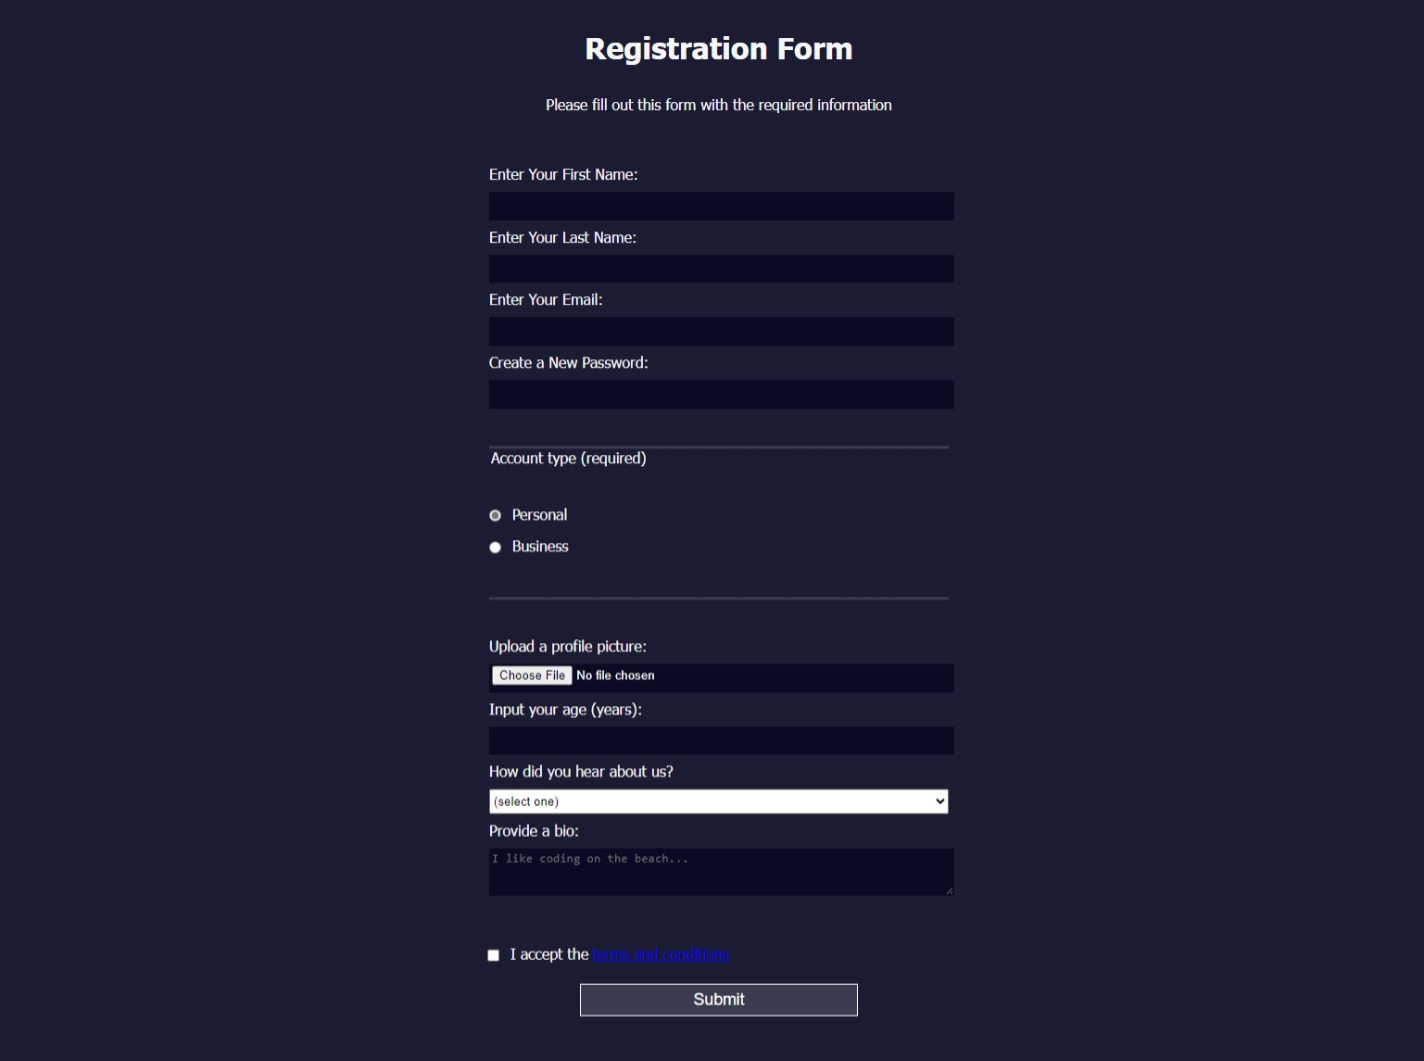 Registration Form
Please fill out this form with the required information
Enter Your First Name:
Enter Your Last Name:
Enter Your Email:
Create a New Password:
Account type (required)
Personal
Business
Upload a profile picture:
Choose File No file chosen
Input your age (years):
How did you hear about us?
(select one)
Provide a bio:
I like coding on the beach...
I accept the terms and conditions
Submit